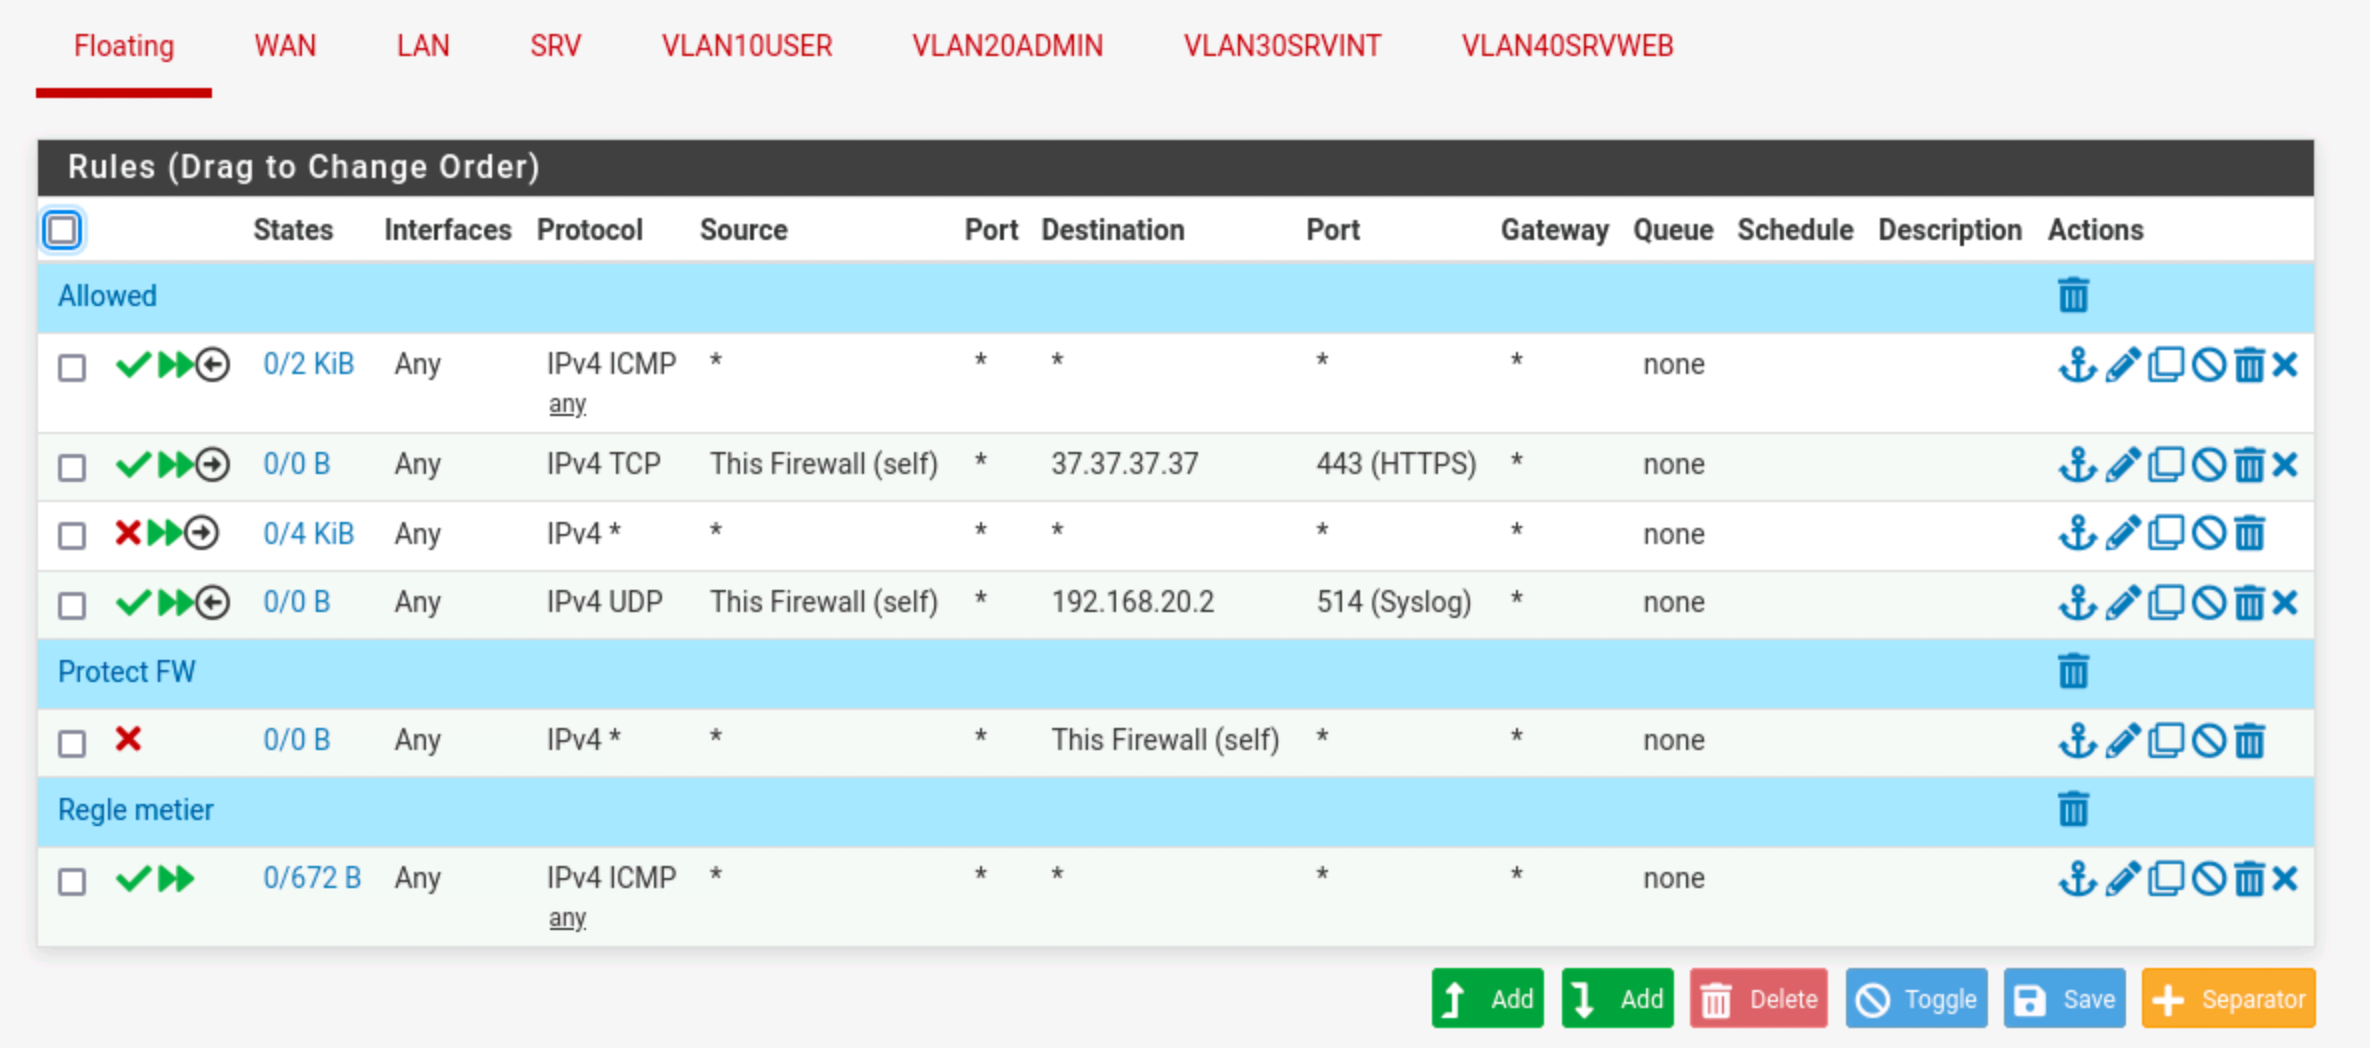 Floating WAN LAN SRV VLAN10USER VLAN20ADMIN VLAN30SRVINT VLAN40SRVWEB
Rules (Drag to Change Order)
States Interfaces Protocol Source Port Destination Port Gateway Queue Schedule Description Actions
Allowed
0/2 KiB Any IPv4 ICMP * * * * * none
any
0/0 B Any IPv4 TCP This Firewall (self) * 37.37.37.37 443 (HTTPS) * none
0/4 KiB Any IPv4 * * * * * * none
0/0 B Any IPv4 UDP This Firewall (self) * 192.168.20.2 514 (Syslog) * none
Protect FW
0/0 B Any IPv4 * * * This Firewall (self) * * none
Regle metier
0/672 B Any IPv4 ICMP * * * * * none
any
Add Add Delete Toggle Save Separator